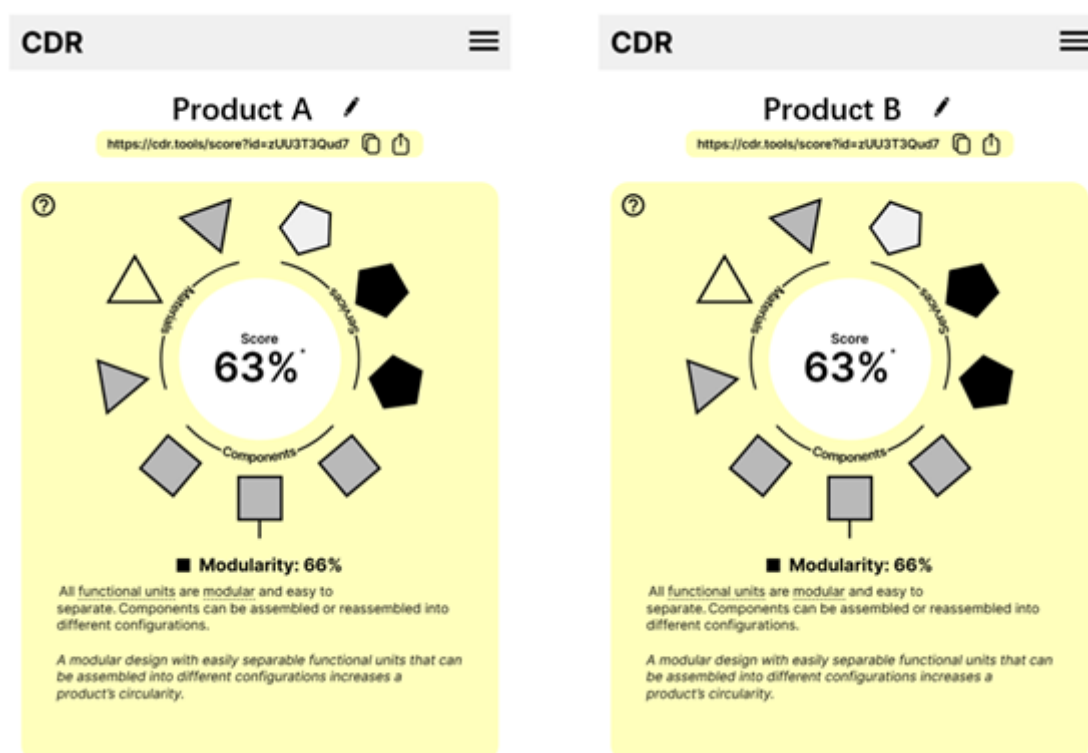 CDR
Product A
https://cdr.tools/score?id=zUU3T3Qud7
Materials
Services
Score
63%*
Components
Modularity: 66%
All functional units are modular and easy to
separate. Components can be assembled or reassembled into
different configurations.
A modular design with easily separable functional units that can
be assembled into different configurations increases a
product's circularity.
CDR
Product B
https://cdr.tools/score?id=zUU3T3Qud7
Materials
Services
Score
63%*
Components
Modularity: 66%
All functional units are modular and easy to
separate. Components can be assembled or reassembled into
different configurations.
A modular design with easily separable functional units that can
be assembled into different configurations increases a
product's circularity.